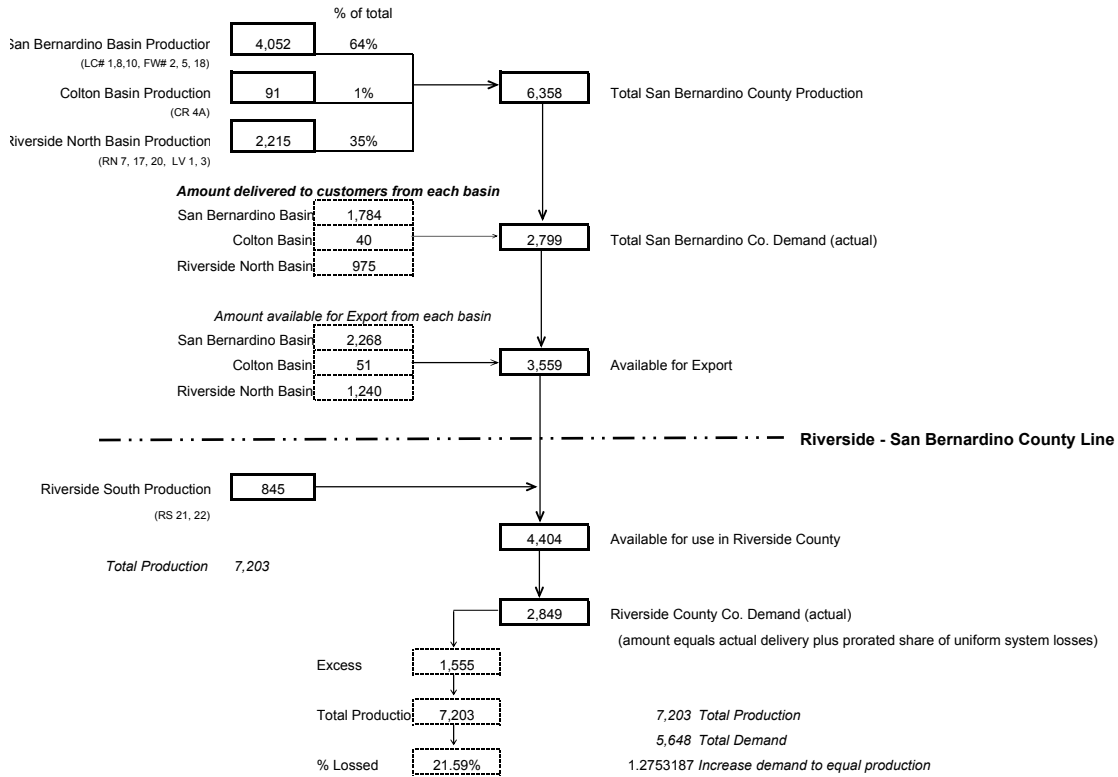 % of total
San Bernardino Basin Production 4,052 64%
(LC# 1,8,10, FW# 2, 5, 18)
Colton Basin Production 91 1% 6,358 Total San Bernardino County Production
(CR 4A)
Riverside North Basin Production 2,215 35%
(RN 7, 17, 20, LV 1, 3)
Amount delivered to customers from each basin
San Bernardino Basin 1,784
Colton Basin 40 2,799 Total San Bernardino Co. Demand (actual)
Riverside North Basin 975
Amount available for Export from each basin
San Bernardino Basin 2,268
Colton Basin 51 3,559 Available for Export
Riverside North Basin 1,240
Riverside - San Bernardino County Line
Riverside South Production 845
(RS 21, 22)
4,404 Available for use in Riverside County
Total Production 7,203
2,849 Riverside County Co. Demand (actual)
(amount equals actual delivery plus prorated share of uniform system losses)
Excess 1,555
Total Productio 7,203 7,203 Total Production
5,648 Total Demand
% Lossed 21.59% 1.2753187 Increase demand to equal production